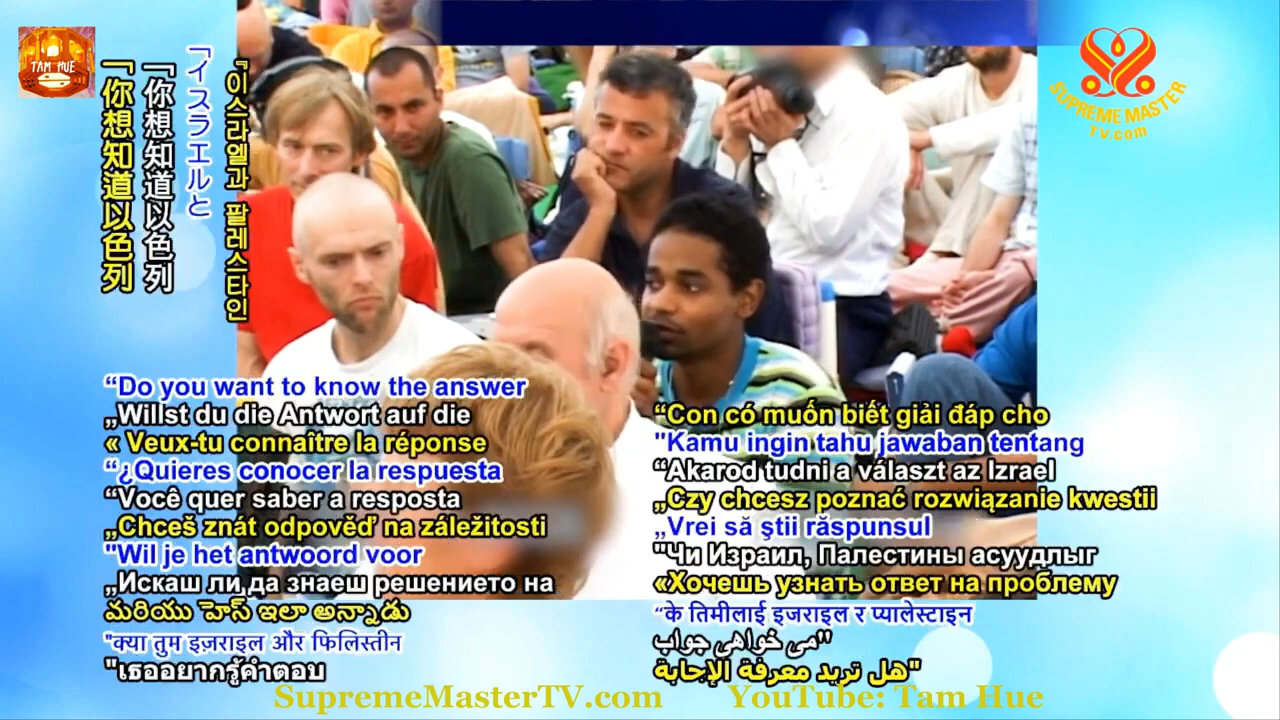 TAM HUE
「你想知道以色列
「你想知道以色列
「イスラエルと
『이스라엘과 팔레스타인
SUPREME MASTER
TV.com
“Do you want to know the answer
„Willst du die Antwort auf die
« Veux-tu connaître la réponse
“¿Quieres conocer la respuesta
“Você quer saber a resposta
„Chceš znát odpověď na záležitosti
"Wil je het antwoord voor
„Искаш ли да знаеш решението на
మరియు హెస్ ఇలా అన్నాడు
"क्या तुम इज़राइल और फिलिस्तीन
"เธออยากรู้คำตอบ
“Con có muốn biết giải đáp cho
"Kamu ingin tahu jawaban tentang
“Akarod tudni a választ az Izrael
„Czy chcesz poznać rozwiązanie kwestii
„Vrei să ştii răspunsul
"Чи Израил, Палестины асуудлыг
«Хочешь узнать ответ на проблему
“के तिमीलाई इजराइल र प्यालेस्टाइन
"می خواهی جواب
"هل تريد معرفة الإجابة
SupremeMasterTV.com YouTube: Tam Hue